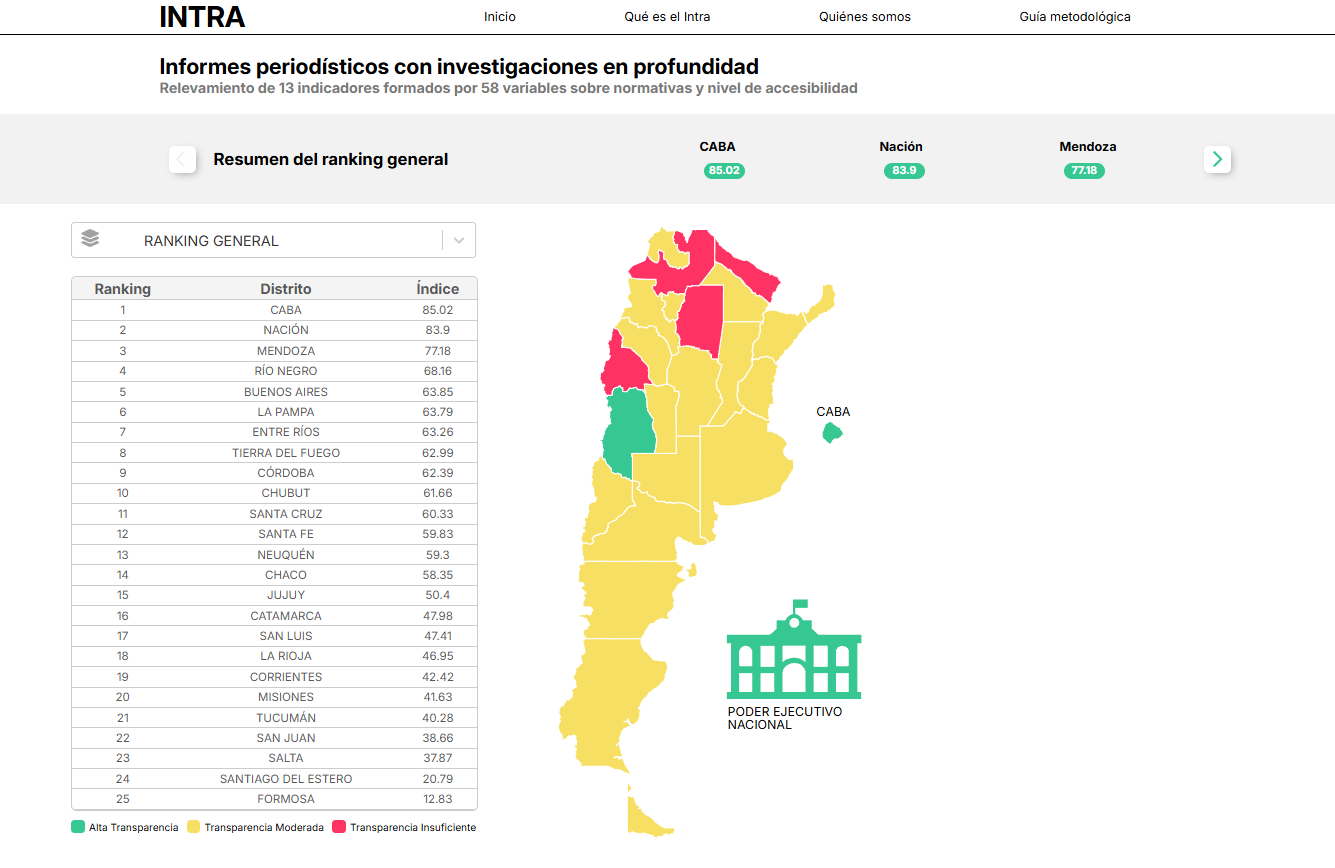 INTRA
Inicio Qué es el Intra Quiénes somos Guía metodológica
Informes periodísticos con investigaciones en profundidad
Relevamiento de 13 indicadores formados por 58 variables sobre normativas y nivel de accesibilidad
Resumen del ranking general
CABA Nación Mendoza
85.02 83.9 77.18
RANKING GENERAL
Ranking Distrito Índice
1 CABA 85.02
2 NACIÓN 83.9
3 MENDOZA 77.18
4 RÍO NEGRO 68.16
5 BUENOS AIRES 63.85
6 LA PAMPA 63.79
7 ENTRE RÍOS 63.26
8 TIERRA DEL FUEGO 62.99
9 CÓRDOBA 62.39
10 CHUBUT 61.66
11 SANTA CRUZ 60.33
12 SANTA FE 59.83
13 NEUQUÉN 59.3
14 CHACO 58.35
15 JUJUY 50.4
16 CATAMARCA 47.98
17 SAN LUIS 47.41
18 LA RIOJA 46.95
19 CORRIENTES 42.42
20 MISIONES 41.63
21 TUCUMÁN 40.28
22 SAN JUAN 38.66
23 SALTA 37.87
24 SANTIAGO DEL ESTERO 20.79
25 FORMOSA 12.83
Alta Transparencia Transparencia Moderada Transparencia Insuficiente
CABA
PODER EJECUTIVO
NACIONAL